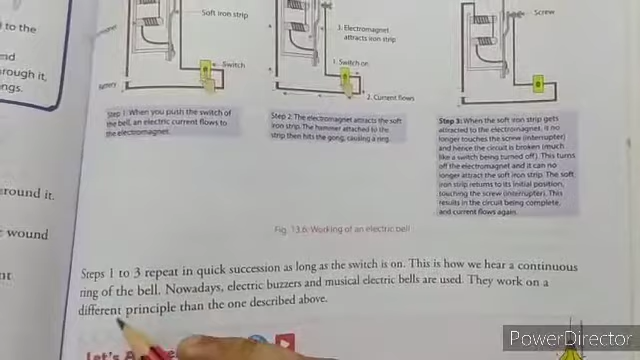 to the
and
through it,
ngs.
Soft iron strip
Switch
3. Electromagnet
attracts iron strip
1. Switch on
2. Current flows
Screw
Step 1: When you push the switch of
the bell, an electric current flows to
the electromagnet.
Step 2: The electromagnet attracts the soft
iron strip. The hammer attached to the
strip then hits the gong, causing a ring.
Step 3: When the soft iron strip gets
attracted to the electromagnet, it no
longer touches the screw (interrupter)
and hence the circuit is broken (much
like a switch being turned off). This turns
off the electromagnet and it can no
longer attract the soft iron strip. The soft
iron strip returns to its initial position,
touching the screw (interrupter). This
results in the circuit being complete,
and current flows again.
Fig. 13.6: Working of an electric bell
round it.
wound
Steps 1 to 3 repeat in quick succession as long as the switch is on. This is how we hear a continuous
ring of the bell. Nowadays, electric buzzers and musical electric bells are used. They work on a
different principle than the one described above.
Let's
PowerDirector